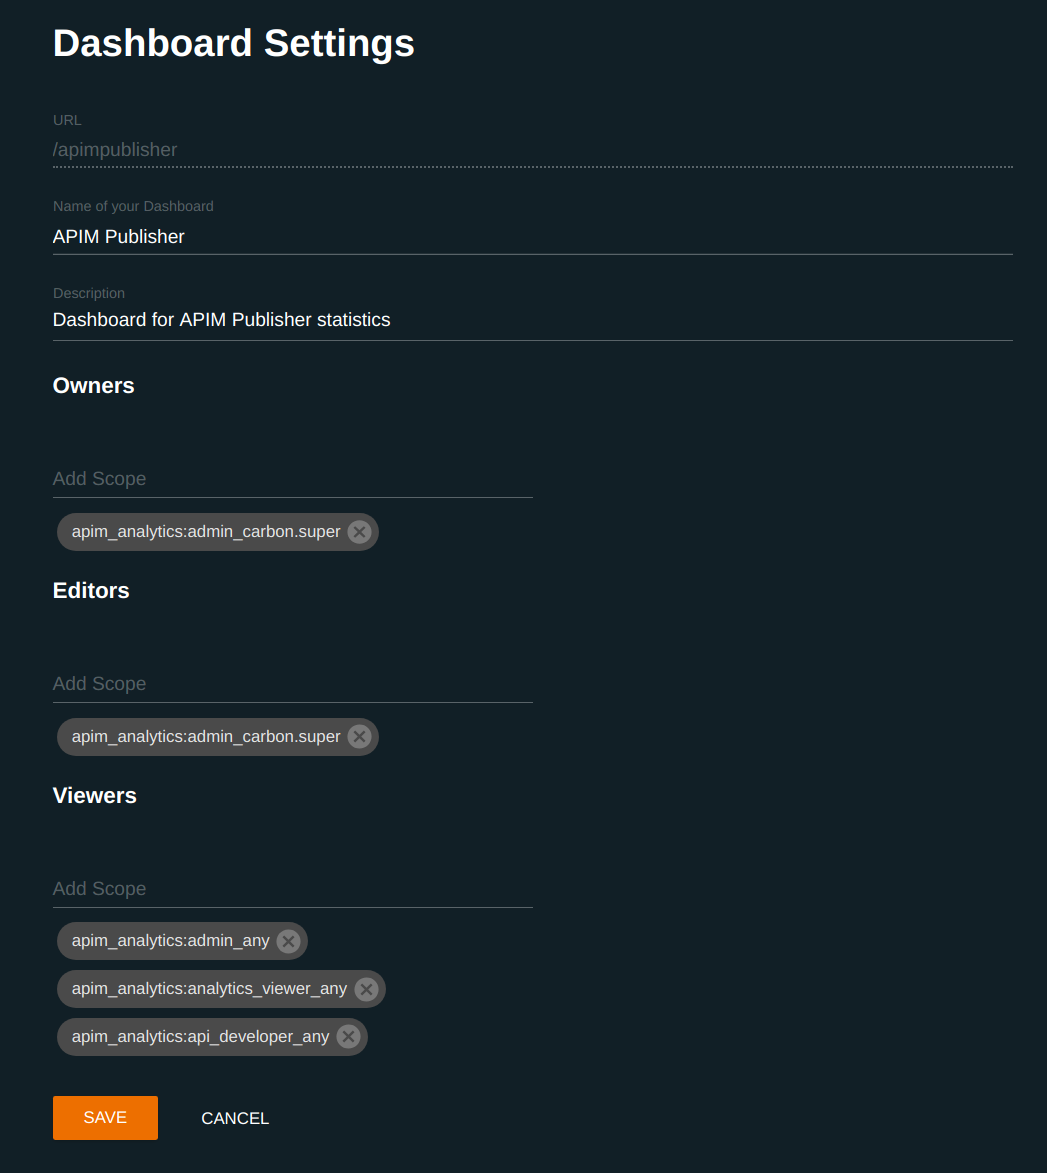 Dashboard Settings
URL
/apimpublisher
Name of your Dashboard
APIM Publisher
Description
Dashboard for APIM Publisher statistics
Owners
Add Scope
apim_analytics:admin_carbon.super
Editors
Add Scope
apim_analytics:admin_carbon.super
Viewers
Add Scope
apim_analytics:admin_any
apim_analytics:analytics_viewer_any
apim_analytics:api_developer_any
SAVE CANCEL